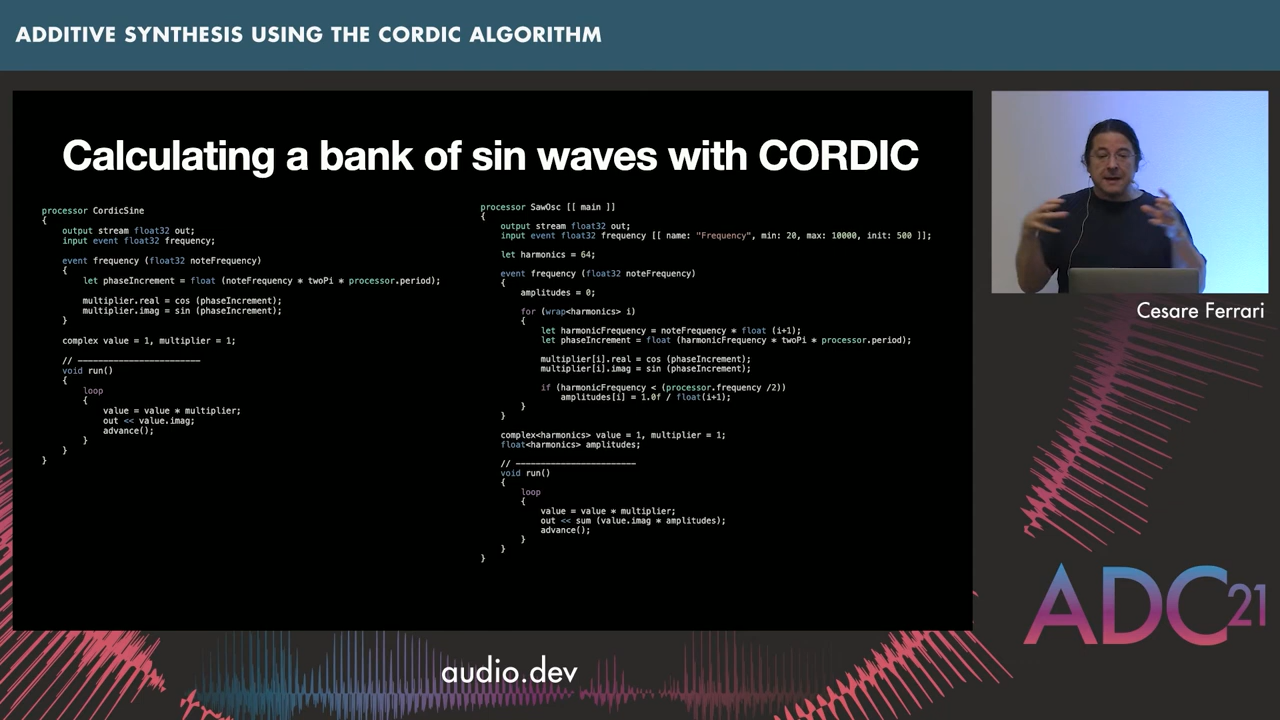 ADDITIVE SYNTHESIS USING THE CORDIC ALGORITHM
Calculating a bank of sin waves with CORDIC
processor CordicSine
{
output stream float32 out;
input event float32 frequency;
event frequency (float32 noteFrequency)
{
let phaseIncrement = float (noteFrequency * twoPi * processor.period);
multiplier.real = cos (phaseIncrement);
multiplier.imag = sin (phaseIncrement);
}
complex value = 1, multiplier = 1;
// ------------------------
void run()
{
loop
{
value = value * multiplier;
out << value.imag;
advance();
}
}
}
processor SawOsc [[ main ]]
{
output stream float32 out;
input event float32 frequency [[ name: "Frequency", min: 20, max: 10000, init: 500 ]];
let harmonics = 64;
event frequency (float32 noteFrequency)
{
amplitudes = 0;
for (wrap<harmonics> i)
{
let harmonicFrequency = noteFrequency * float (i+1);
let phaseIncrement = float (harmonicFrequency * twoPi * processor.period);
multiplier[i].real = cos (phaseIncrement);
multiplier[i].imag = sin (phaseIncrement);
if (harmonicFrequency < (processor.frequency /2))
amplitudes[i] = 1.0f / float(i+1);
}
}
complex<harmonics> value = 1, multiplier = 1;
float<harmonics> amplitudes;
// ------------------------
void run()
{
loop
{
value = value * multiplier;
out << sum (value.imag * amplitudes);
advance();
}
}
}
Cesare Ferrari
ADC21
audio.dev